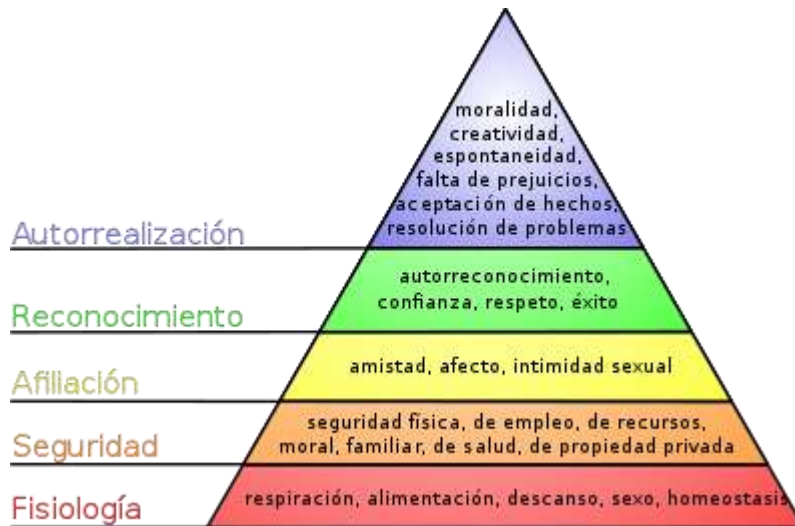 moralidad,
creatividad,
espontaneidad,
falta de prejuicios,
aceptación de hechos,
resolución de problemas
Autorrealización
autorreconocimiento,
confianza, respeto, éxito
Reconocimiento
amistad, afecto, intimidad sexual
Afiliación
seguridad física, de empleo, de recursos,
moral, familiar, de salud, de propiedad privada
Seguridad
respiración, alimentación, descanso, sexo, homeostasis
Fisiología